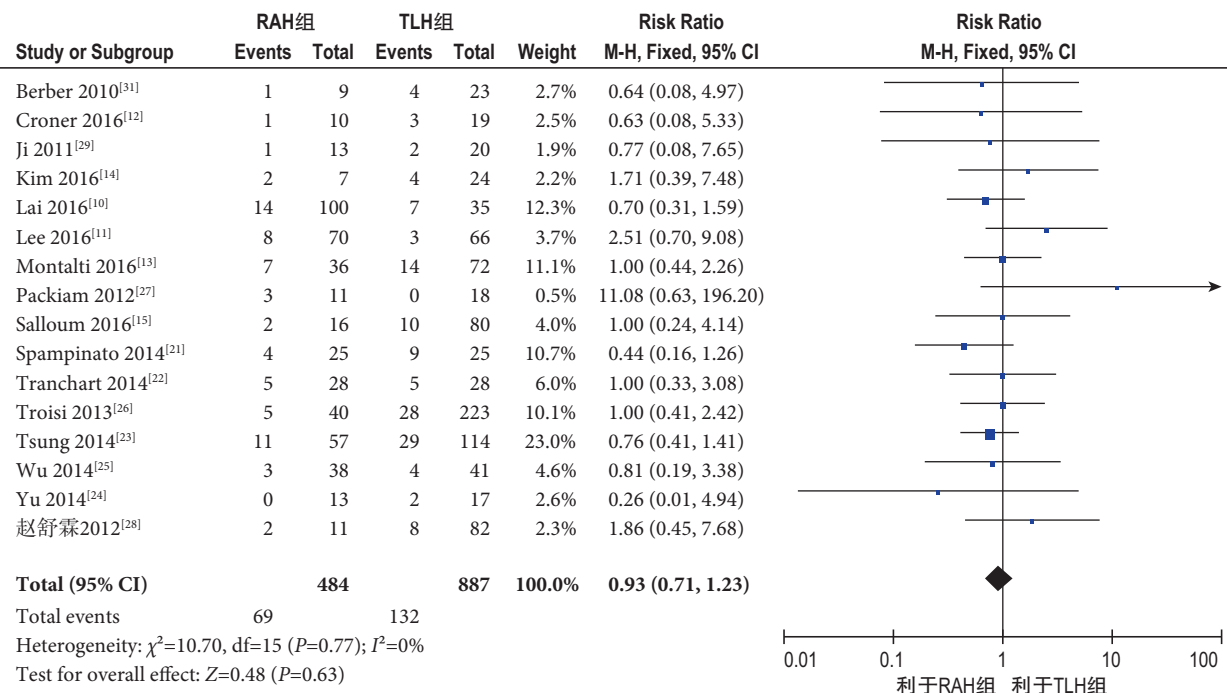 RAH组 TLH组 Risk Ratio Risk Ratio
Study or Subgroup Events Total Events Total Weight M-H, Fixed, 95% CI M-H, Fixed, 95% CI
Berber 2010[31] 1 9 4 23 2.7% 0.64 (0.08, 4.97)
Croner 2016[12] 1 10 3 19 2.5% 0.63 (0.08, 5.33)
Ji 2011[29] 1 13 2 20 1.9% 0.77 (0.08, 7.65)
Kim 2016[14] 2 7 4 24 2.2% 1.71 (0.39, 7.48)
Lai 2016[10] 14 100 7 35 12.3% 0.70 (0.31, 1.59)
Lee 2016[11] 8 70 3 66 3.7% 2.51 (0.70, 9.08)
Montalti 2016[13] 7 36 14 72 11.1% 1.00 (0.44, 2.26)
Packiam 2012[27] 3 11 0 18 0.5% 11.08 (0.63, 196.20)
Salloum 2016[15] 2 16 10 80 4.0% 1.00 (0.24, 4.14)
Spampinato 2014[21] 4 25 9 25 10.7% 0.44 (0.16, 1.26)
Tranchart 2014[22] 5 28 5 28 6.0% 1.00 (0.33, 3.08)
Troisi 2013[26] 5 40 28 223 10.1% 1.00 (0.41, 2.42)
Tsung 2014[23] 11 57 29 114 23.0% 0.76 (0.41, 1.41)
Wu 2014[25] 3 38 4 41 4.6% 0.81 (0.19, 3.38)
Yu 2014[24] 0 13 2 17 2.6% 0.26 (0.01, 4.94)
赵舒霖2012[28] 2 11 8 82 2.3% 1.86 (0.45, 7.68)
Total (95% CI) 484 887 100.0% 0.93 (0.71, 1.23)
Total events 69 132
Heterogeneity: χ²=10.70, df=15 (P=0.77); I²=0%
Test for overall effect: Z=0.48 (P=0.63)
0.01 0.1 1 10 100
利于RAH组 利于TLH组